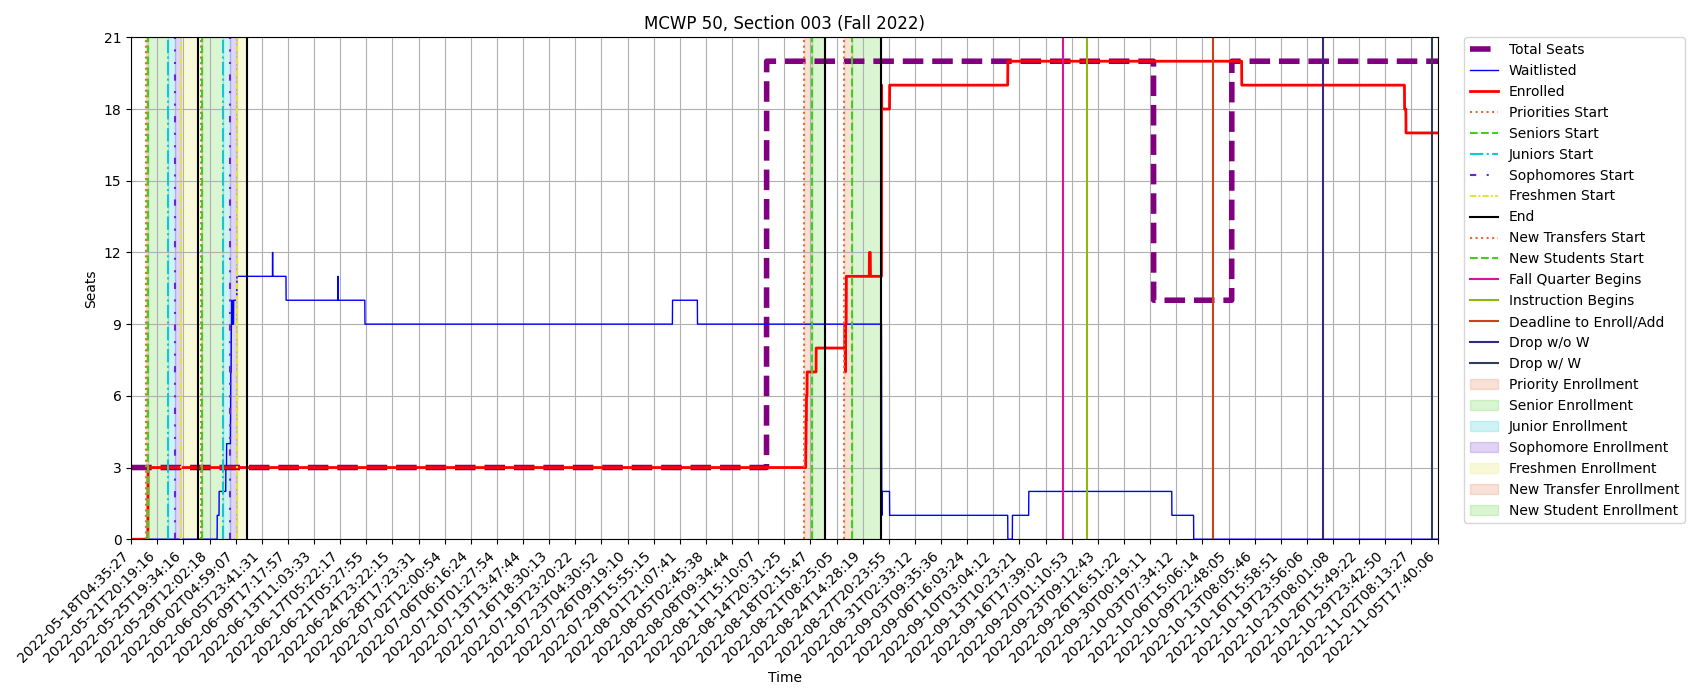 MCWP 50, Section 003 (Fall 2022)
Seats
21
18
15
12
9
6
3
0
2022-05-18T04:35:27
2022-05-21T20:19:16
2022-05-25T19:34:16
2022-05-29T12:02:18
2022-06-02T04:59:07
2022-06-05T23:41:31
2022-06-09T17:17:57
2022-06-13T11:03:33
2022-06-17T05:22:17
2022-06-21T05:27:55
2022-06-24T23:22:15
2022-06-28T17:23:31
2022-07-02T12:00:54
2022-07-06T06:16:24
2022-07-10T01:27:54
2022-07-13T13:47:44
2022-07-16T18:30:13
2022-07-19T23:20:22
2022-07-23T04:30:52
2022-07-26T09:19:10
2022-07-29T15:55:15
2022-08-01T21:07:41
2022-08-05T02:45:38
2022-08-08T09:34:44
2022-08-11T15:10:07
2022-08-14T20:31:25
2022-08-18T02:15:47
2022-08-21T08:25:05
2022-08-24T14:28:19
2022-08-27T20:23:55
2022-08-31T02:33:12
2022-09-03T09:35:36
2022-09-06T16:03:24
2022-09-10T03:04:12
2022-09-13T10:23:21
2022-09-16T17:39:02
2022-09-20T01:10:53
2022-09-23T09:12:43
2022-09-26T16:51:22
2022-09-30T00:19:11
2022-10-03T07:34:12
2022-10-06T15:06:14
2022-10-09T22:48:05
2022-10-13T08:05:46
2022-10-16T15:58:51
2022-10-19T23:56:06
2022-10-23T08:01:08
2022-10-26T15:49:22
2022-10-29T23:42:50
2022-11-02T08:13:27
2022-11-05T17:40:06
Time
Total Seats
Waitlisted
Enrolled
Priorities Start
Seniors Start
Juniors Start
Sophomores Start
Freshmen Start
End
New Transfers Start
New Students Start
Fall Quarter Begins
Instruction Begins
Deadline to Enroll/Add
Drop w/o W
Drop w/ W
Priority Enrollment
Senior Enrollment
Junior Enrollment
Sophomore Enrollment
Freshmen Enrollment
New Transfer Enrollment
New Student Enrollment